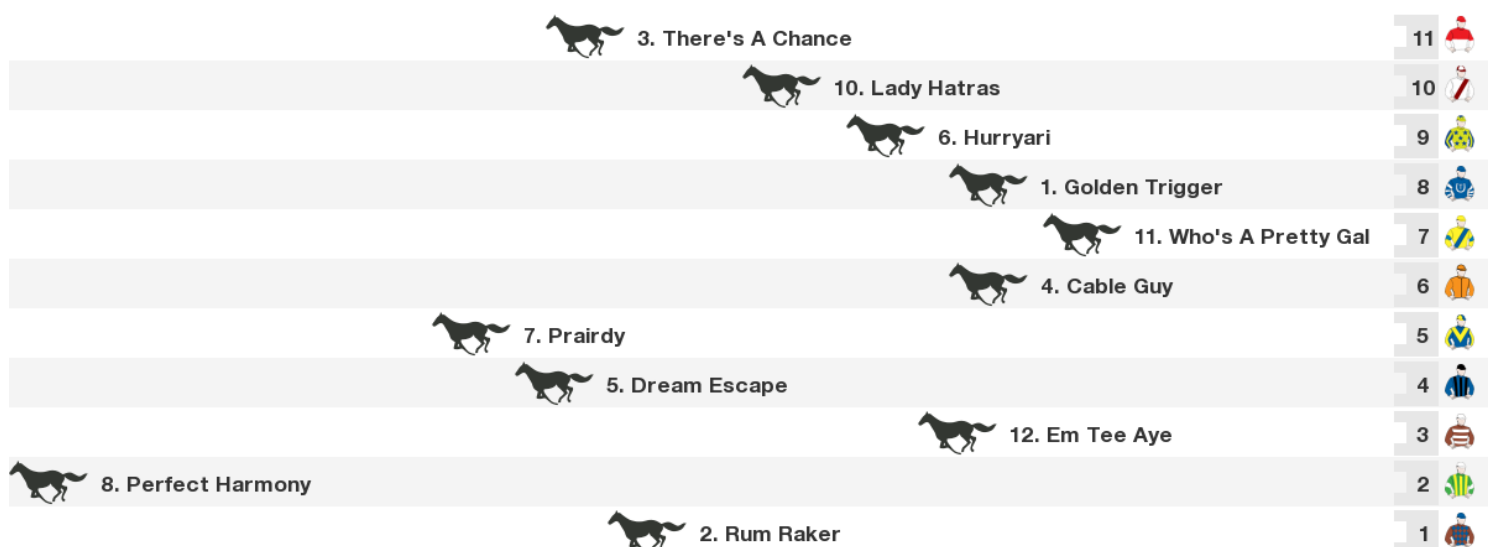 3. There's A Chance 11
10. Lady Hatras 10
6. Hurryari 9
1. Golden Trigger 8
11. Who's A Pretty Gal 7
4. Cable Guy 6
7. Prairdy 5
5. Dream Escape 4
12. Em Tee Aye 3
8. Perfect Harmony 2
2. Rum Raker 1